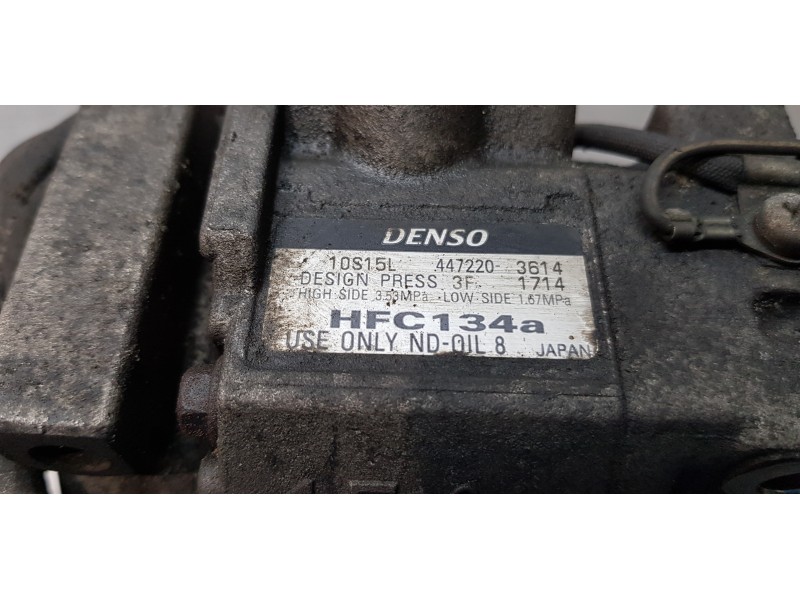 DENSO
10S15L 447220-3614
DESIGN PRESS 3F 1714
HIGH SIDE 3.53MPa · LOW SIDE 1.67MPa
HFC134a
USE ONLY ND-OIL 8 JAPAN